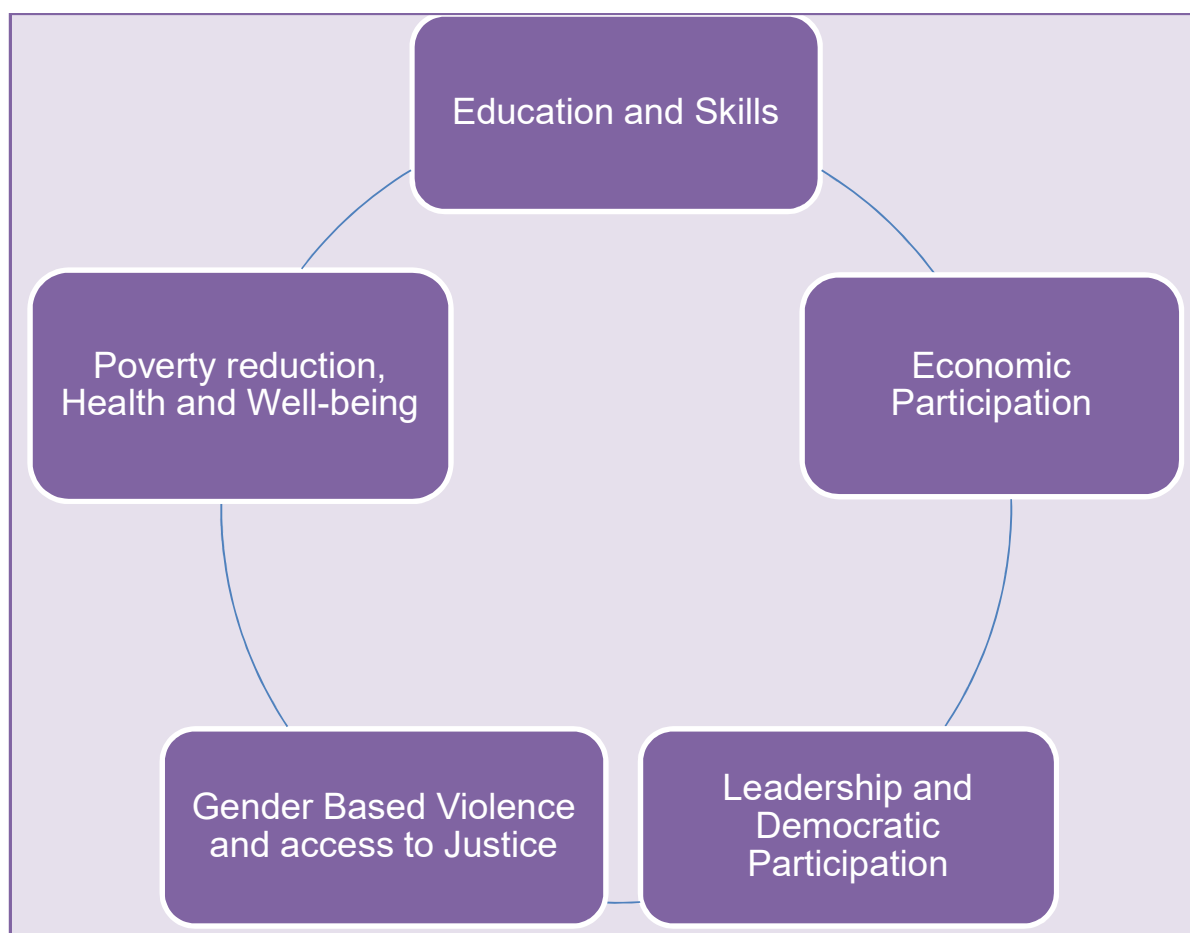 Education and Skills
Poverty reduction,
Health and Well-being
Economic
Participation
Gender Based Violence
and access to Justice
Leadership and
Democratic
Participation